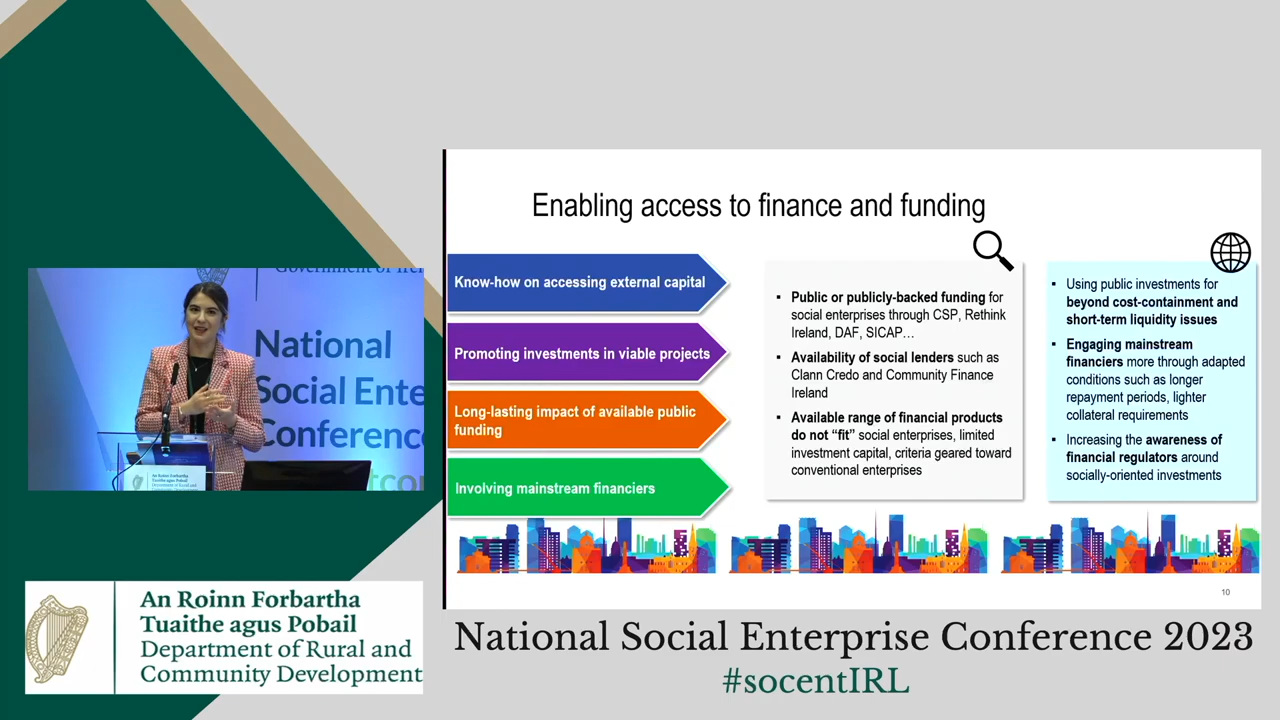 Enabling access to finance and funding
Know-how on accessing external capital
Promoting investments in viable projects
Long-lasting impact of available public
funding
Involving mainstream financiers
▪ Public or publicly-backed funding for
social enterprises through CSP, Rethink
Ireland, DAF, SICAP…
▪ Availability of social lenders such as
Clann Credo and Community Finance
Ireland
▪ Available range of financial products
do not “fit” social enterprises, limited
investment capital, criteria geared toward
conventional enterprises
▪ Using public investments for
beyond cost-containment and
short-term liquidity issues
▪ Engaging mainstream
financiers more through adapted
conditions such as longer
repayment periods, lighter
collateral requirements
▪ Increasing the awareness of
financial regulators around
socially-oriented investments
10
National
Social Ente
Conference
An Roinn Forbartha
Tuaithe agus Pobail
An Roinn Forbartha
Tuaithe agus Pobail
Department of Rural and
Community Development
National Social Enterprise Conference 2023
#socentIRL